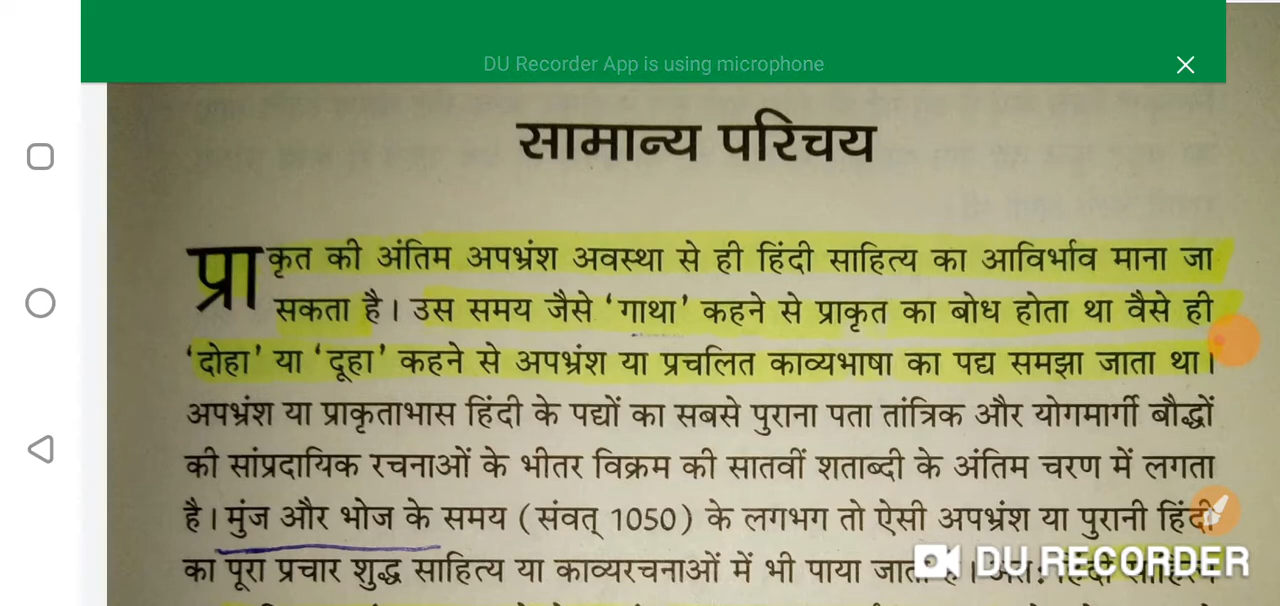 DU Recorder App is using microphone
सामान्य परिचय
प्राकृत की अंतिम अपभ्रंश अवस्था से ही हिंदी साहित्य का आविर्भाव माना जा
सकता है। उस समय जैसे ‘गाथा’ कहने से प्राकृत का बोध होता था वैसे ही
‘दोहा’ या ‘दूहा’ कहने से अपभ्रंश या प्रचलित काव्यभाषा का पद्य समझा जाता था।
अपभ्रंश या प्राकृताभास हिंदी के पद्यों का सबसे पुराना पता तांत्रिक और योगमार्गी बौद्धों
की सांप्रदायिक रचनाओं के भीतर विक्रम की सातवीं शताब्दी के अंतिम चरण में लगता
है। मुंज और भोज के समय (संवत् 1050) के लगभग तो ऐसी अपभ्रंश या पुरानी हिंदी
का पूरा प्रचार शुद्ध साहित्य या काव्यरचनाओं में भी पाया जाता है। अतः हिंदी
DU RECORDER